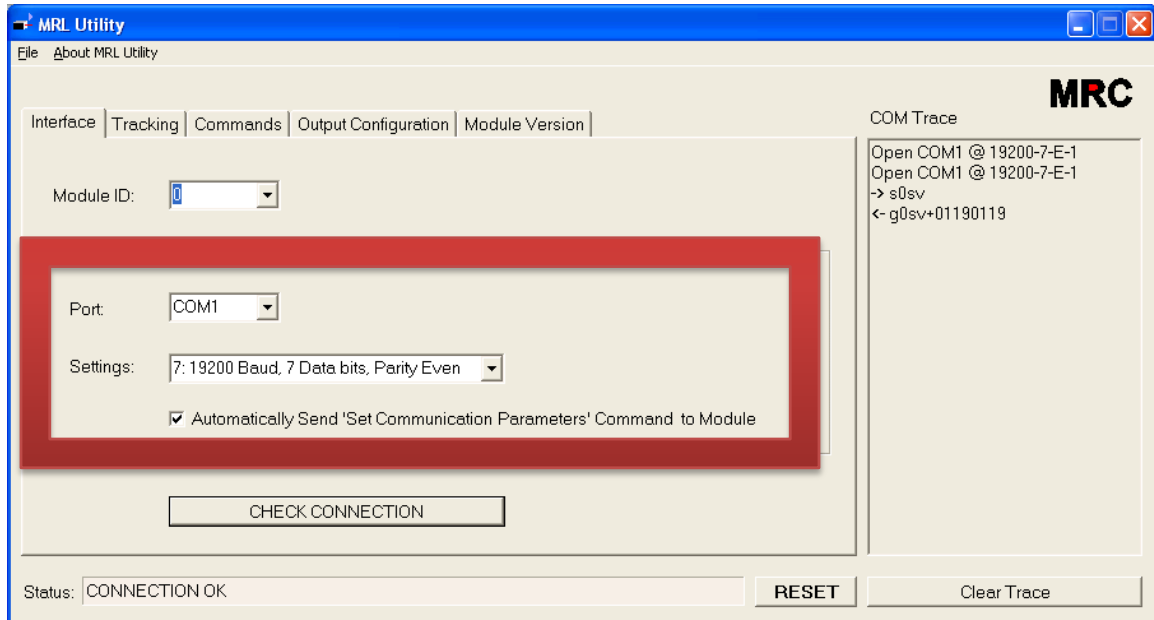 MRL Utility
File About MRL Utility
MRC
Interface Tracking Commands Output Configuration Module Version
COM Trace
Open COM1 @ 19200-7-E-1
Open COM1 @ 19200-7-E-1
-> s0sv
<- g0sv+01190119
Module ID: 0
Port: COM1
Settings: 7: 19200 Baud, 7 Data bits, Parity Even
Automatically Send 'Set Communication Parameters' Command to Module
CHECK CONNECTION
Status: CONNECTION OK
RESET
Clear Trace